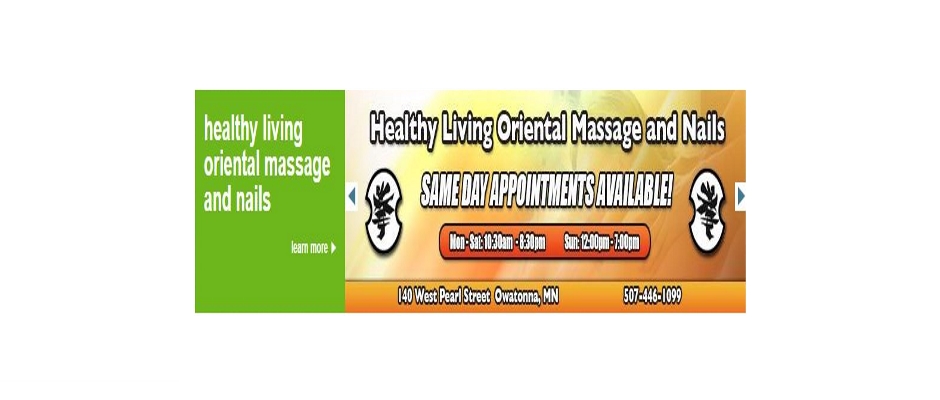 healthy living
oriental massage
and nails
learn more
Healthy Living Oriental Massage and Nails
SAME DAY APPOINTMENTS AVAILABLE!
Mon - Sat: 10:30am - 8:30pm Sun: 12:00pm - 7:00pm
140 West Pearl Street Owatonna, MN 507-446-1099